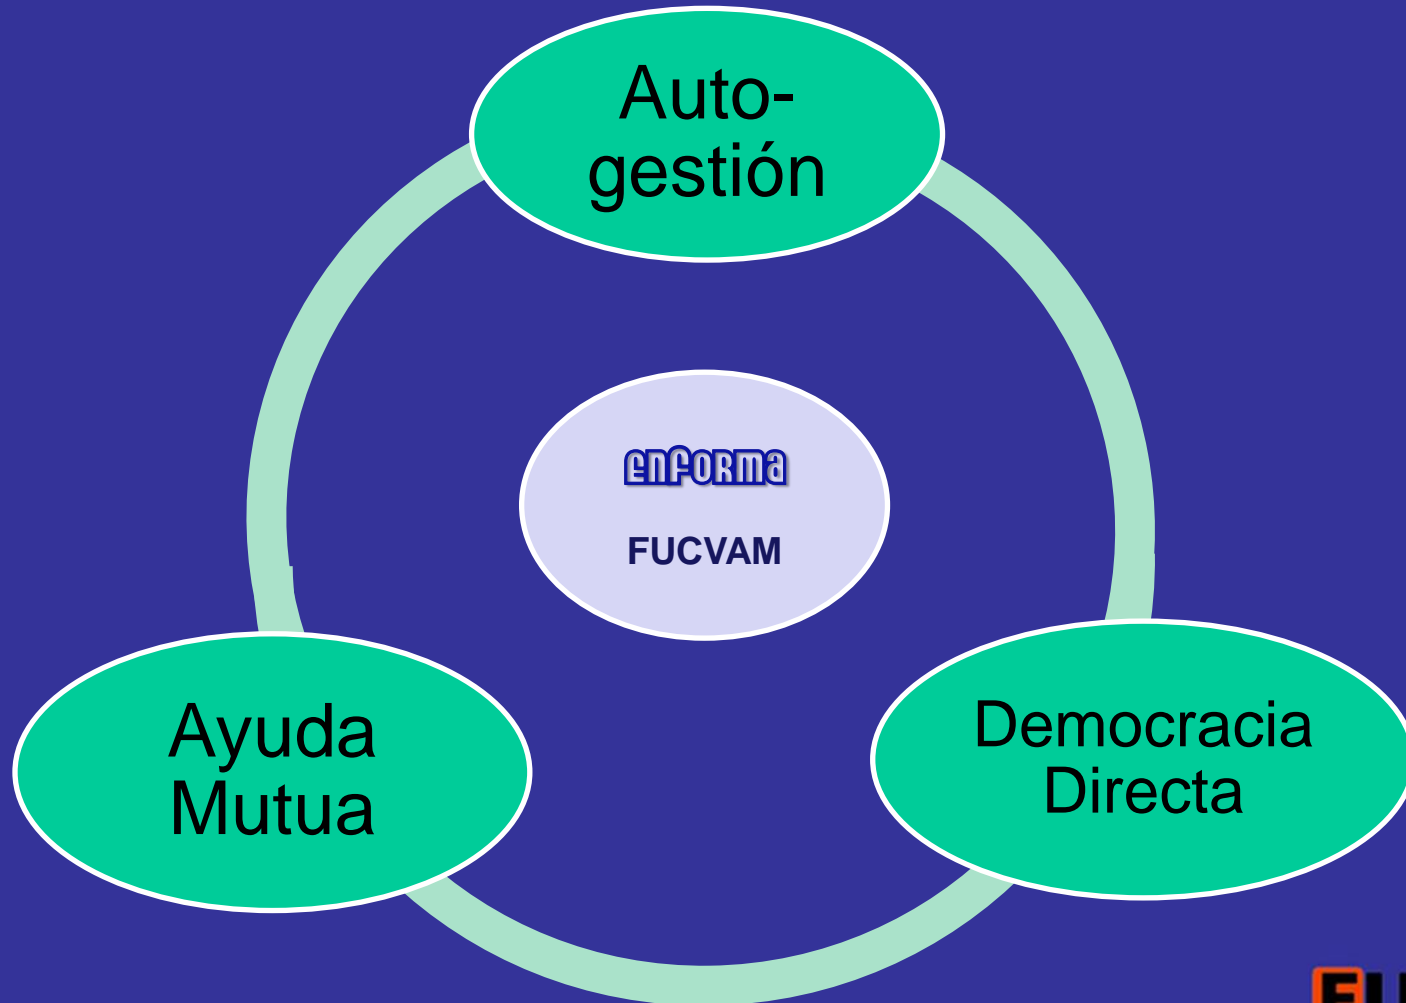 Auto-
gestión
enforma
FUCVAM
Ayuda
Mutua
Democracia
Directa